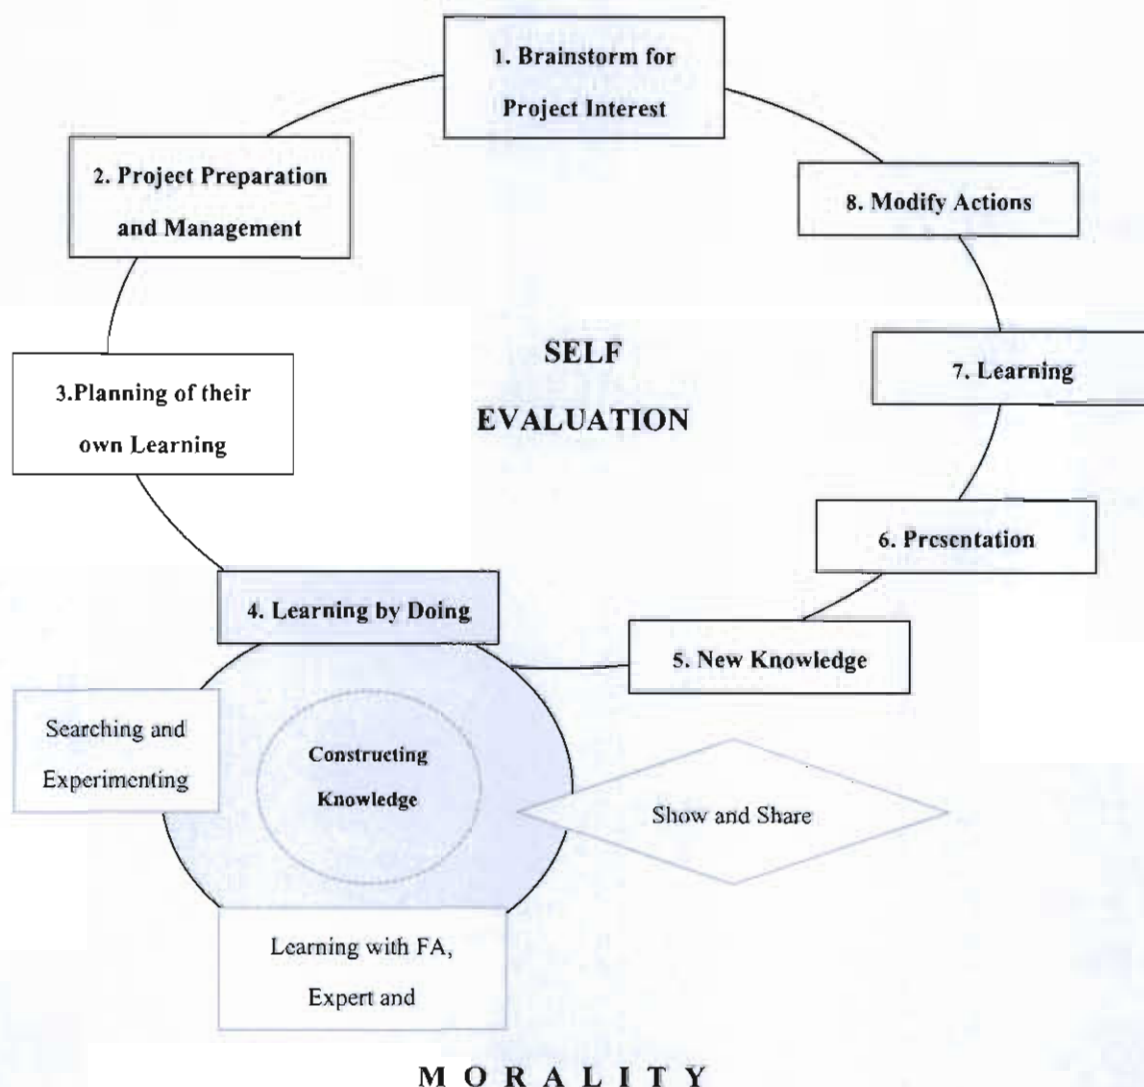 1. Brainstorm for
Project Interest
2. Project Preparation
and Management
8. Modify Actions
SELF
EVALUATION
3.Planning of their
own Learning
7. Learning
6. Presentation
4. Learning by Doing
5. New Knowledge
Searching and
Experimenting
Constructing
Knowledge
Show and Share
Learning with FA,
Expert and
M O R A L I T Y